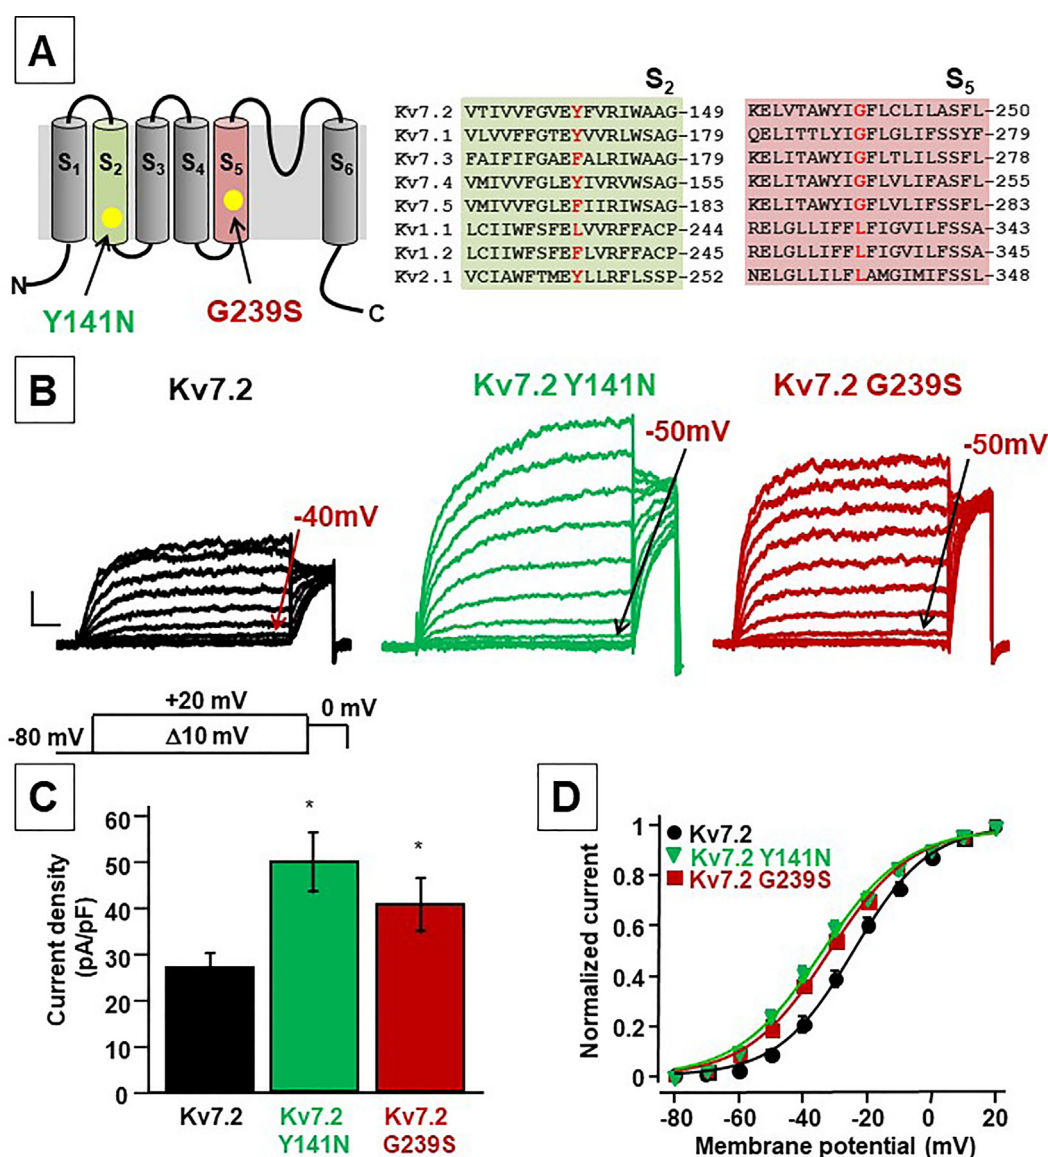 A
S1 S2 S3 S4 S5 S6
N
C
Y141N
G239S
S2
Kv7.2 VTIVVFGVEYFVRIWAAG-149
Kv7.1 VLVVFFGTEYVVRLWSAG-179
Kv7.3 FAIFIFGAEFALRIWAAG-179
Kv7.4 VMIVVFGLEYIVRVWSAG-155
Kv7.5 VMIVVFGLEFIIRIWSAG-183
Kv1.1 LCIIWFSFELVVRFFACP-244
Kv1.2 LCIIWFSFEFLVRFFACP-245
Kv2.1 VCIAWFTMEYLLRFLSSP-252
S5
KELVTAWYIGFLCLILASFL-250
QELITTLYIGFLGLIFSSYF-279
KELITAWYIGFLTLILSSFL-278
KELITAWYIGFLVLIFASFL-255
KELITAWYIGFLVLIFSSFL-283
RELGLLIFFLFIGVILFSSA-343
RELGLLIFFLFIGVILFSSA-345
NELGLLILFLAMGIMIFSSL-348
B
Kv7.2
-40mV
Kv7.2 Y141N
-50mV
Kv7.2 G239S
-50mV
+20 mV
0 mV
-80 mV
Δ10 mV
C
Current density
(pA/pF)
60
50
40
30
20
10
0
*
*
Kv7.2
Kv7.2
Y141N
Kv7.2
G239S
D
Normalized current
1
0.8
0.6
0.4
0.2
0
Kv7.2
Kv7.2 Y141N
Kv7.2 G239S
-80 -60 -40 -20 0 20
Membrane potential (mV)